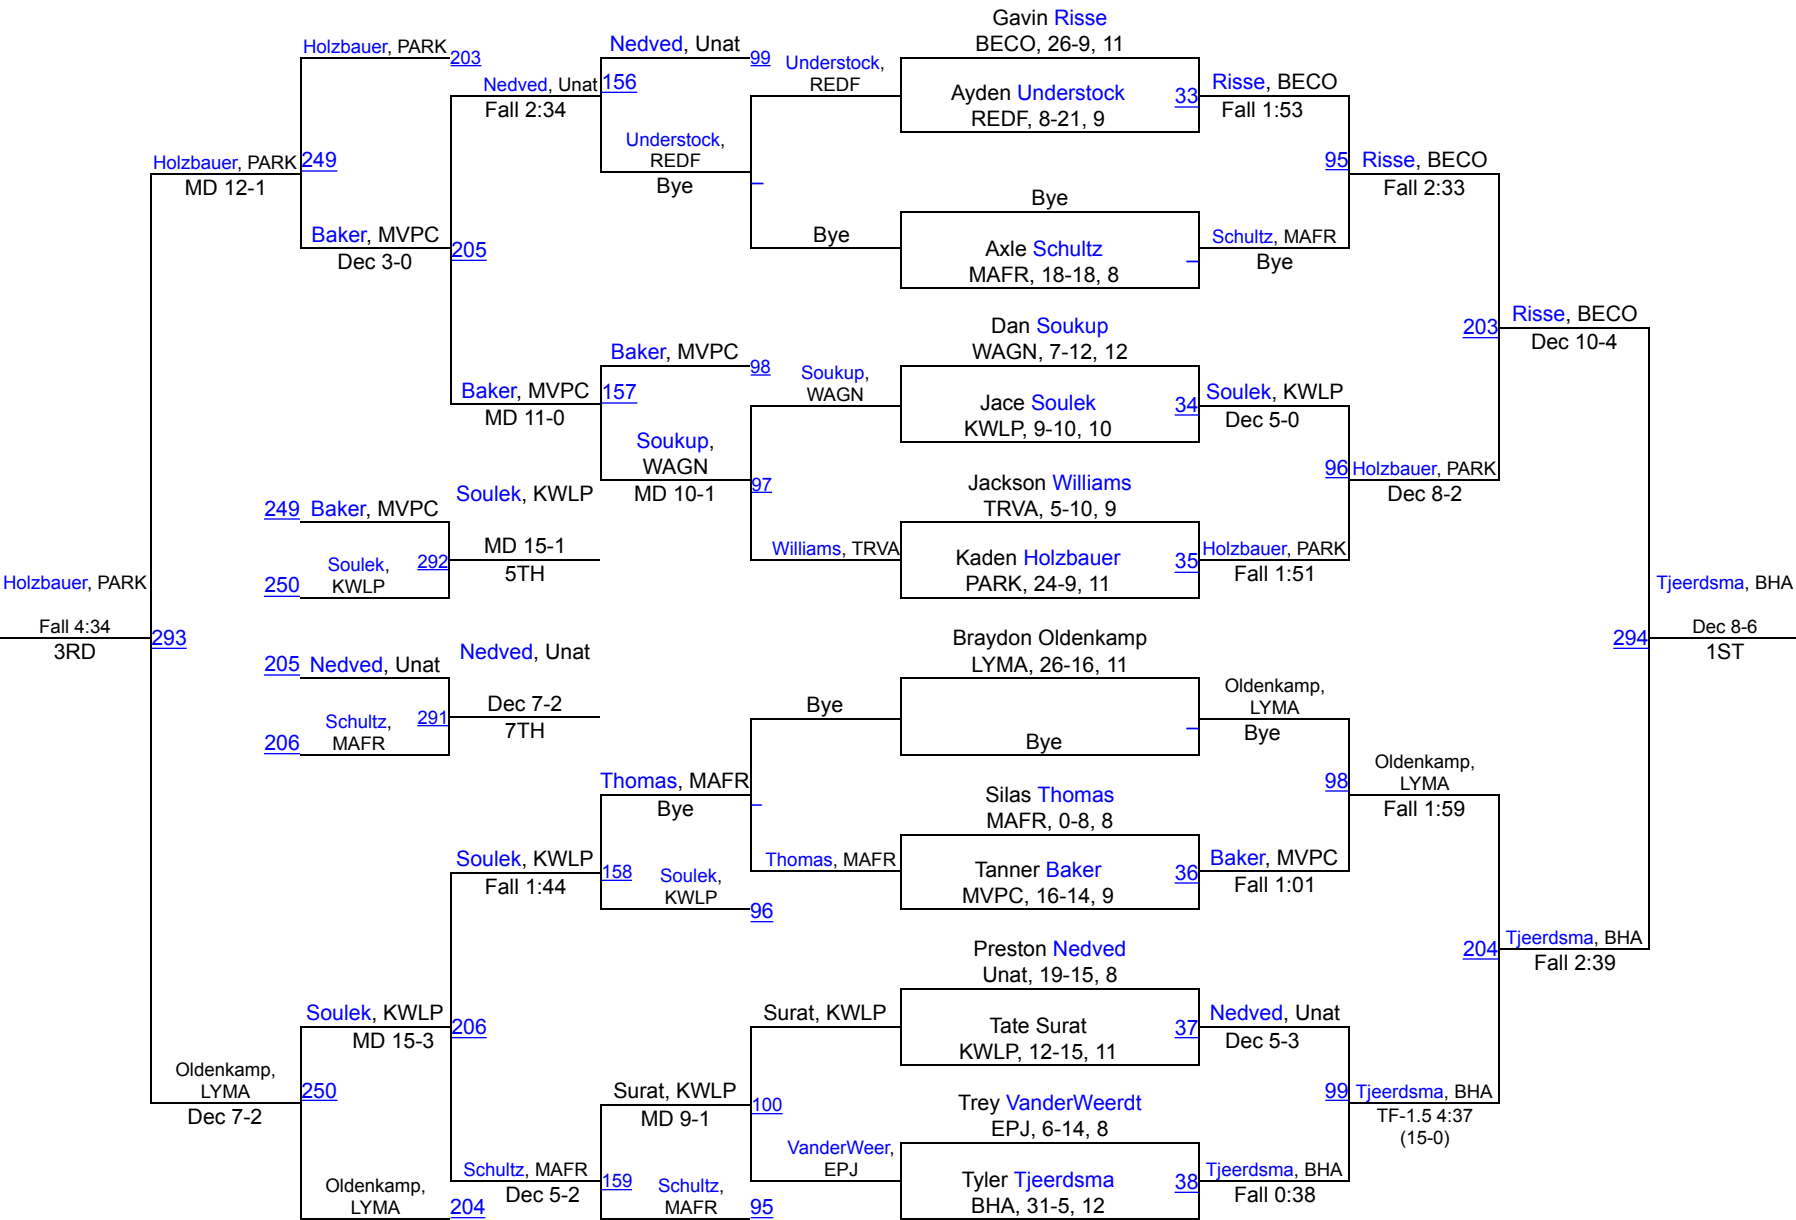 Gavin Risse
BECO, 26-9, 11
Holzbauer, PARK
203
Nedved, Unat
99
Understock,
REDF
Nedved, Unat
156
Fall 2:34
Ayden Understock
REDF, 8-21, 9
33
Risse, BECO
Fall 1:53
Understock,
REDF
Bye
Holzbauer, PARK
249
MD 12-1
95
Risse, BECO
Fall 2:33
Bye
Baker, MVPC
Dec 3-0
205
Bye
Axle Schultz
MAFR, 18-18, 8
Schultz, MAFR
Bye
Risse, BECO
203
Dec 10-4
Dan Soukup
WAGN, 7-12, 12
Baker, MVPC
98
Soukup,
WAGN
Baker, MVPC
157
MD 11-0
Jace Soulek
KWLP, 9-10, 10
34
Soulek, KWLP
Dec 5-0
Soukup,
WAGN
MD 10-1
97
96
Holzbauer, PARK
Dec 8-2
Jackson Williams
TRVA, 5-10, 9
Soulek, KWLP
249
Baker, MVPC
MD 15-1
5TH
292
Soulek,
KWLP
250
Williams, TRVA
Kaden Holzbauer
PARK, 24-9, 11
35
Holzbauer, PARK
Fall 1:51
Holzbauer, PARK
Fall 4:34
3RD
293
Tjeerdsma, BHA
294
Dec 8-6
1ST
Braydon Oldenkamp
LYMA, 26-16, 11
205
Nedved, Unat
Nedved, Unat
Dec 7-2
7TH
291
Schultz,
MAFR
206
Bye
Bye
Oldenkamp,
LYMA
Bye
Thomas, MAFR
Bye
98
Oldenkamp,
LYMA
Fall 1:59
Silas Thomas
MAFR, 0-8, 8
Soulek, KWLP
Fall 1:44
158
Soulek,
KWLP
96
Thomas, MAFR
Tanner Baker
MVPC, 16-14, 9
36
Baker, MVPC
Fall 1:01
Preston Nedved
Unat, 19-15, 8
204
Tjeerdsma, BHA
Fall 2:39
Soulek, KWLP
MD 15-3
206
Surat, KWLP
Tate Surat
KWLP, 12-15, 11
37
Nedved, Unat
Dec 5-3
Oldenkamp,
LYMA
Dec 7-2
250
Surat, KWLP
MD 9-1
100
Trey VanderWeerdt
EPJ, 6-14, 8
99
Tjeerdsma, BHA
TF-1.5 4:37
(15-0)
Schultz, MAFR
Dec 5-2
159
VanderWeer,
EPJ
Tyler Tjeerdsma
BHA, 31-5, 12
38
Tjeerdsma, BHA
Fall 0:38
Oldenkamp,
LYMA
204
Schultz,
MAFR
95